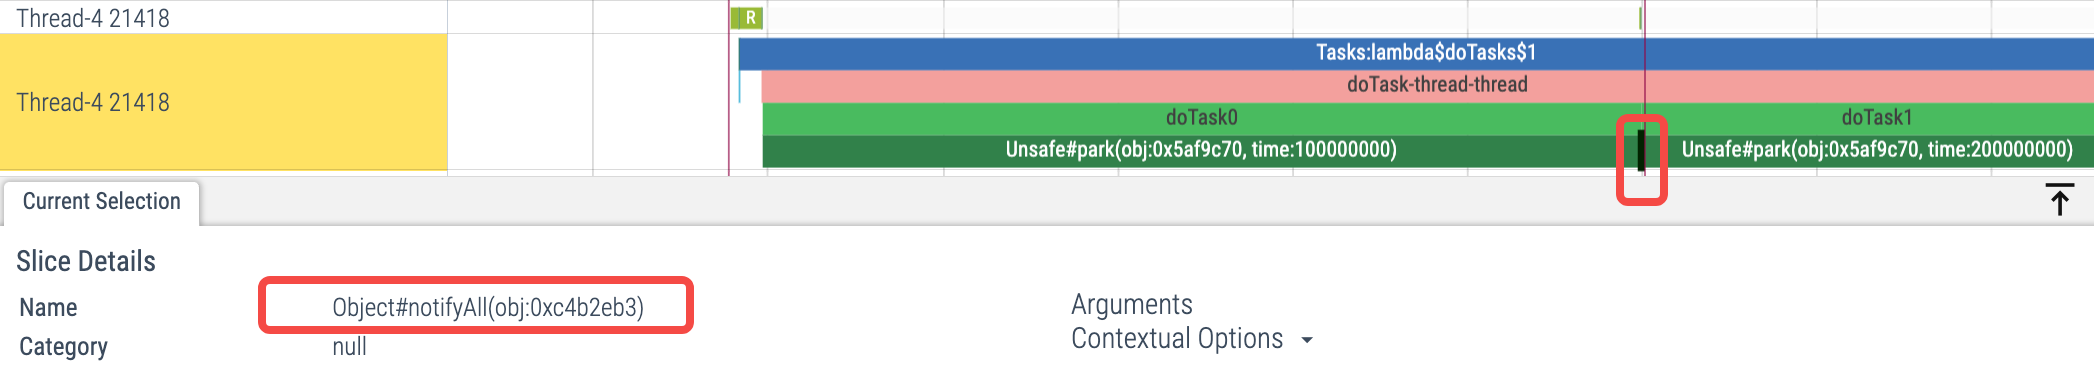 Thread-4 21418
R
Thread-4 21418
Tasks:lambda$doTasks$1
doTask-thread-thread
doTask0
doTask1
Unsafe#park(obj:0x5af9c70, time:100000000)
Unsafe#park(obj:0x5af9c70, time:200000000)
Current Selection
Slice Details
Name
Object#notifyAll(obj:0xc4b2eb3)
Category
null
Arguments
Contextual Options